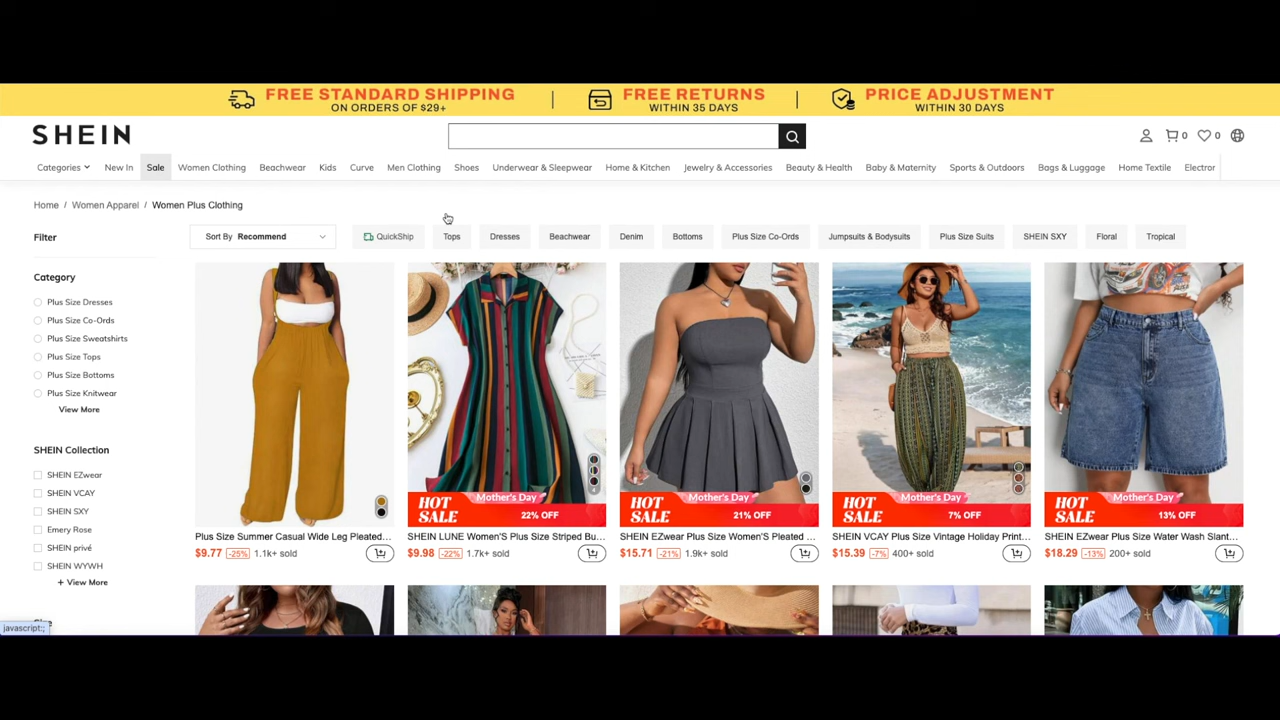 FREE STANDARD SHIPPING
ON ORDERS OF $29+
FREE RETURNS
WITHIN 35 DAYS
PRICE ADJUSTMENT
WITHIN 30 DAYS
SHEIN
0
0
Categories
New In
Sale
Women Clothing
Beachwear
Kids
Curve
Men Clothing
Shoes
Underwear & Sleepwear
Home & Kitchen
Jewelry & Accessories
Beauty & Health
Baby & Maternity
Sports & Outdoors
Bags & Luggage
Home Textile
Electror
Home / Women Apparel / Women Plus Clothing
Filter
Sort By Recommend
QuickShip
Tops
Dresses
Beachwear
Denim
Bottoms
Plus Size Co-Ords
Jumpsuits & Bodysuits
Plus Size Suits
SHEIN SXY
Floral
Tropical
Category
Plus Size Dresses
Plus Size Co-Ords
Plus Size Sweatshirts
Plus Size Tops
Plus Size Bottoms
Plus Size Knitwear
View More
SHEIN Collection
SHEIN EZwear
SHEIN VCAY
SHEIN SXY
Emery Rose
SHEIN privé
SHEIN WYWH
+ View More
Plus Size Summer Casual Wide Leg Pleated...
$9.77 -25% 1.1k+ sold
4
HOT SALE
Mother's Day
22% OFF
SHEIN LUNE Women'S Plus Size Striped Bu...
$9.98 -22% 1.7k+ sold
HOT SALE
Mother's Day
21% OFF
SHEIN EZwear Plus Size Women'S Pleated ...
$15.71 -21% 1.9k+ sold
HOT SALE
Mother's Day
7% OFF
SHEIN VCAY Plus Size Vintage Holiday Print...
$15.39 -7% 400+ sold
HOT SALE
Mother's Day
13% OFF
SHEIN EZwear Plus Size Water Wash Slant...
$18.29 -13% 200+ sold
javascript:;